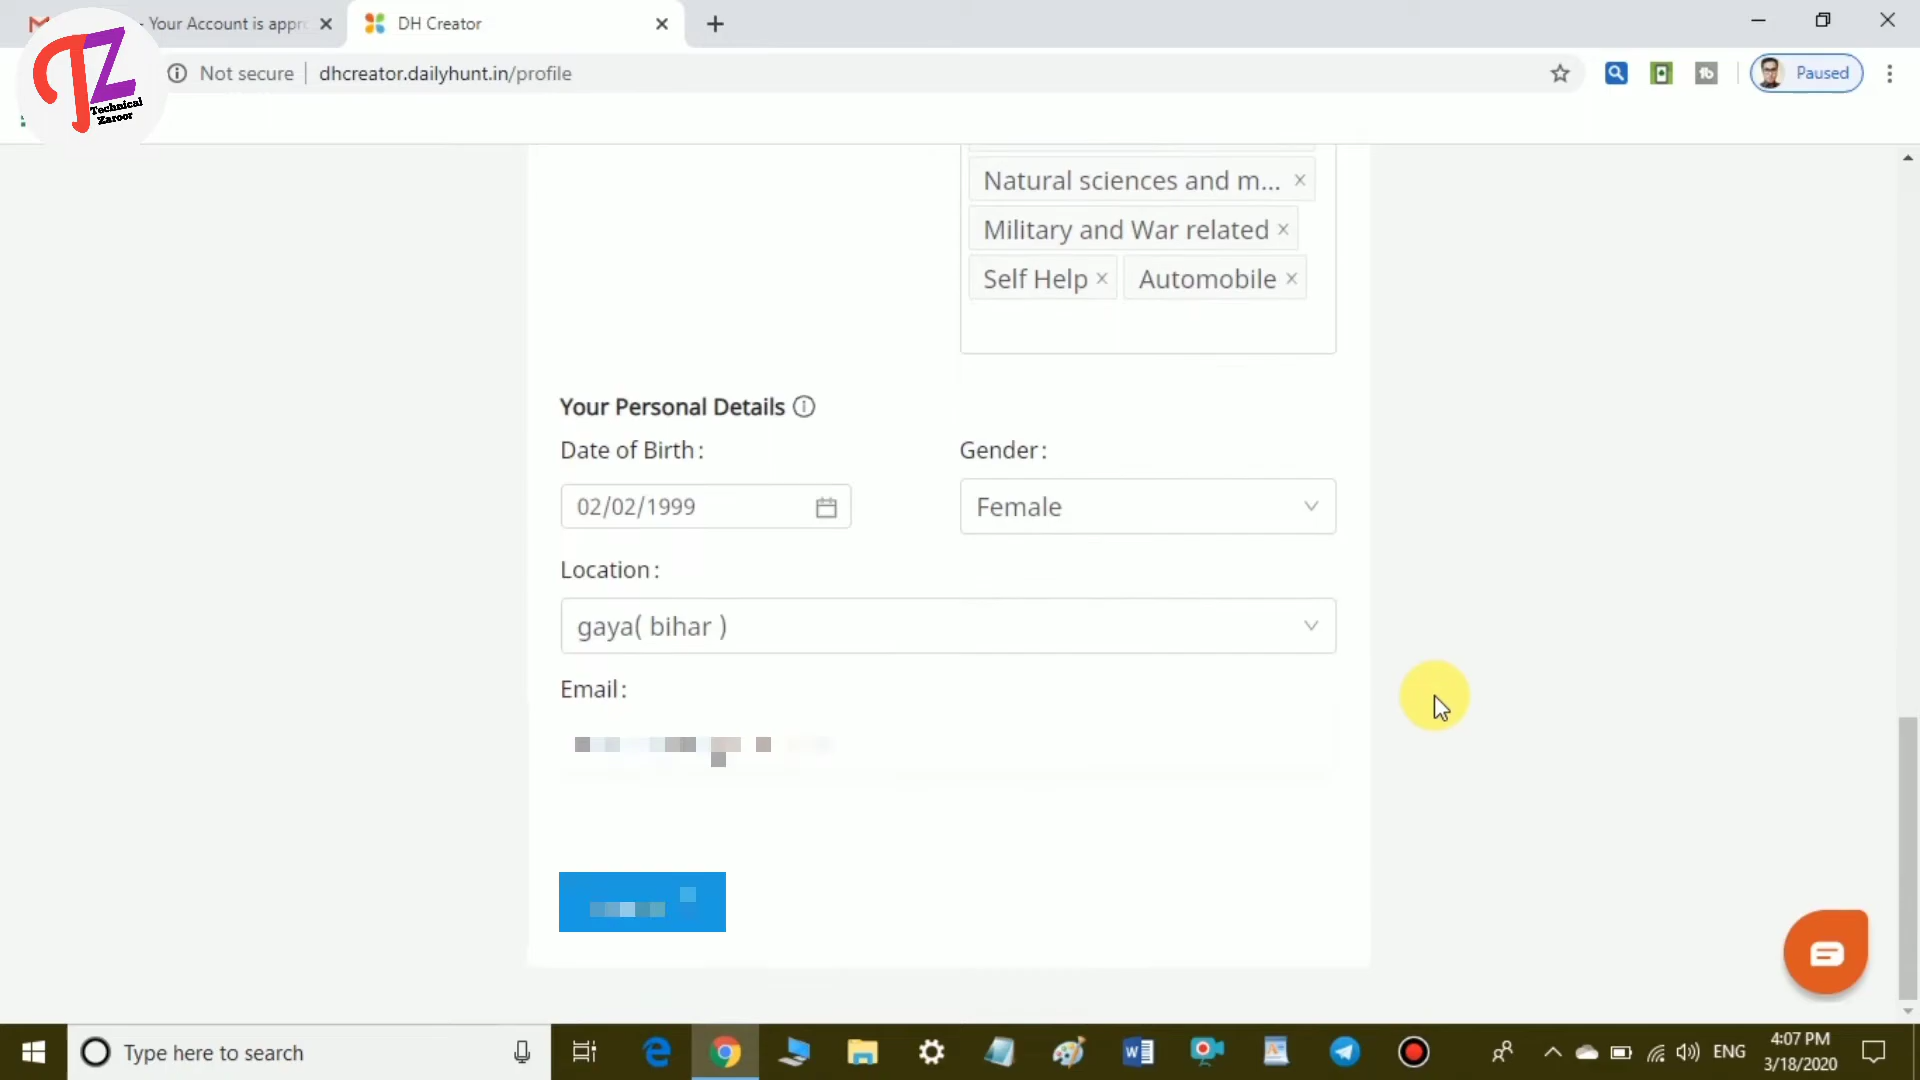 - Your Account is appr
DH Creator
Not secure
dhcreator.dailyhunt.in/profile
Paused
TZ
Technical
Zaroor
Natural sciences and m...
Military and War related
Self Help
Automobile
Your Personal Details
Date of Birth :
Gender :
02/02/1999
Female
Location :
gaya( bihar )
Email :
Type here to search
ENG
4:07 PM
3/18/2020